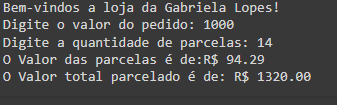 Bem-vindos a loja da Gabriela Lopes!
Digite o valor do pedido: 1000
Digite a quantidade de parcelas: 14
O Valor das parcelas é de:R$ 94.29
O Valor total parcelado é de: R$ 1320.00